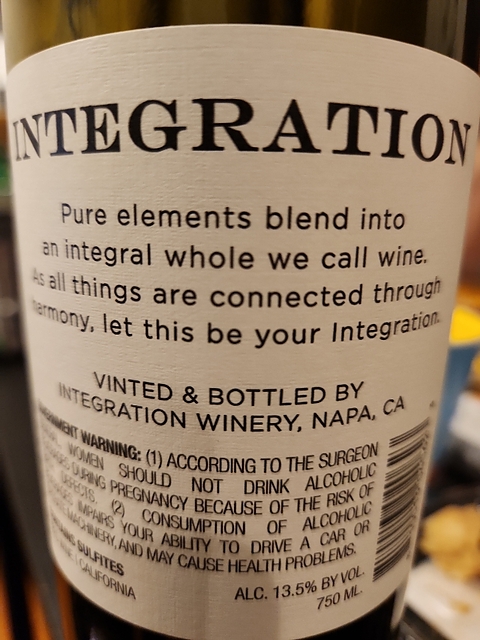 INTEGRATION
Pure elements blend into
an integral whole we call wine.
As all things are connected through
harmony, let this be your Integration.
VINTED & BOTTLED BY
INTEGRATION WINERY, NAPA, CA
WARNING: (1) ACCORDING TO THE SURGEON
WOMEN SHOULD NOT DRINK ALCOHOLIC
DURING PREGNANCY BECAUSE OF THE RISK OF
DEFECTS. (2) CONSUMPTION OF ALCOHOLIC
IMPAIRS YOUR ABILITY TO DRIVE A CAR OR
MACHINERY, AND MAY CAUSE HEALTH PROBLEMS.
SULFITES
CALIFORNIA
ALC. 13.5% BY VOL.
750 ML.